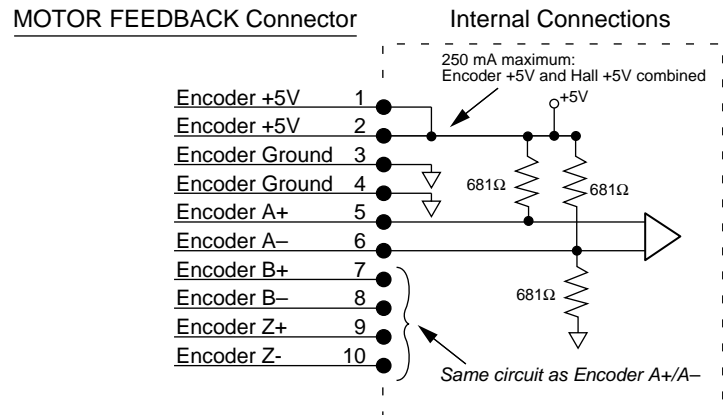 MOTOR FEEDBACK Connector
Internal Connections
250 mA maximum:
Encoder +5V and Hall +5V combined
+5V
Encoder +5V 1
Encoder +5V 2
Encoder Ground 3
Encoder Ground 4
681Ω
681Ω
Encoder A+ 5
Encoder A– 6
Encoder B+ 7
Encoder B– 8
681Ω
Encoder Z+ 9
Encoder Z- 10
Same circuit as Encoder A+/A–